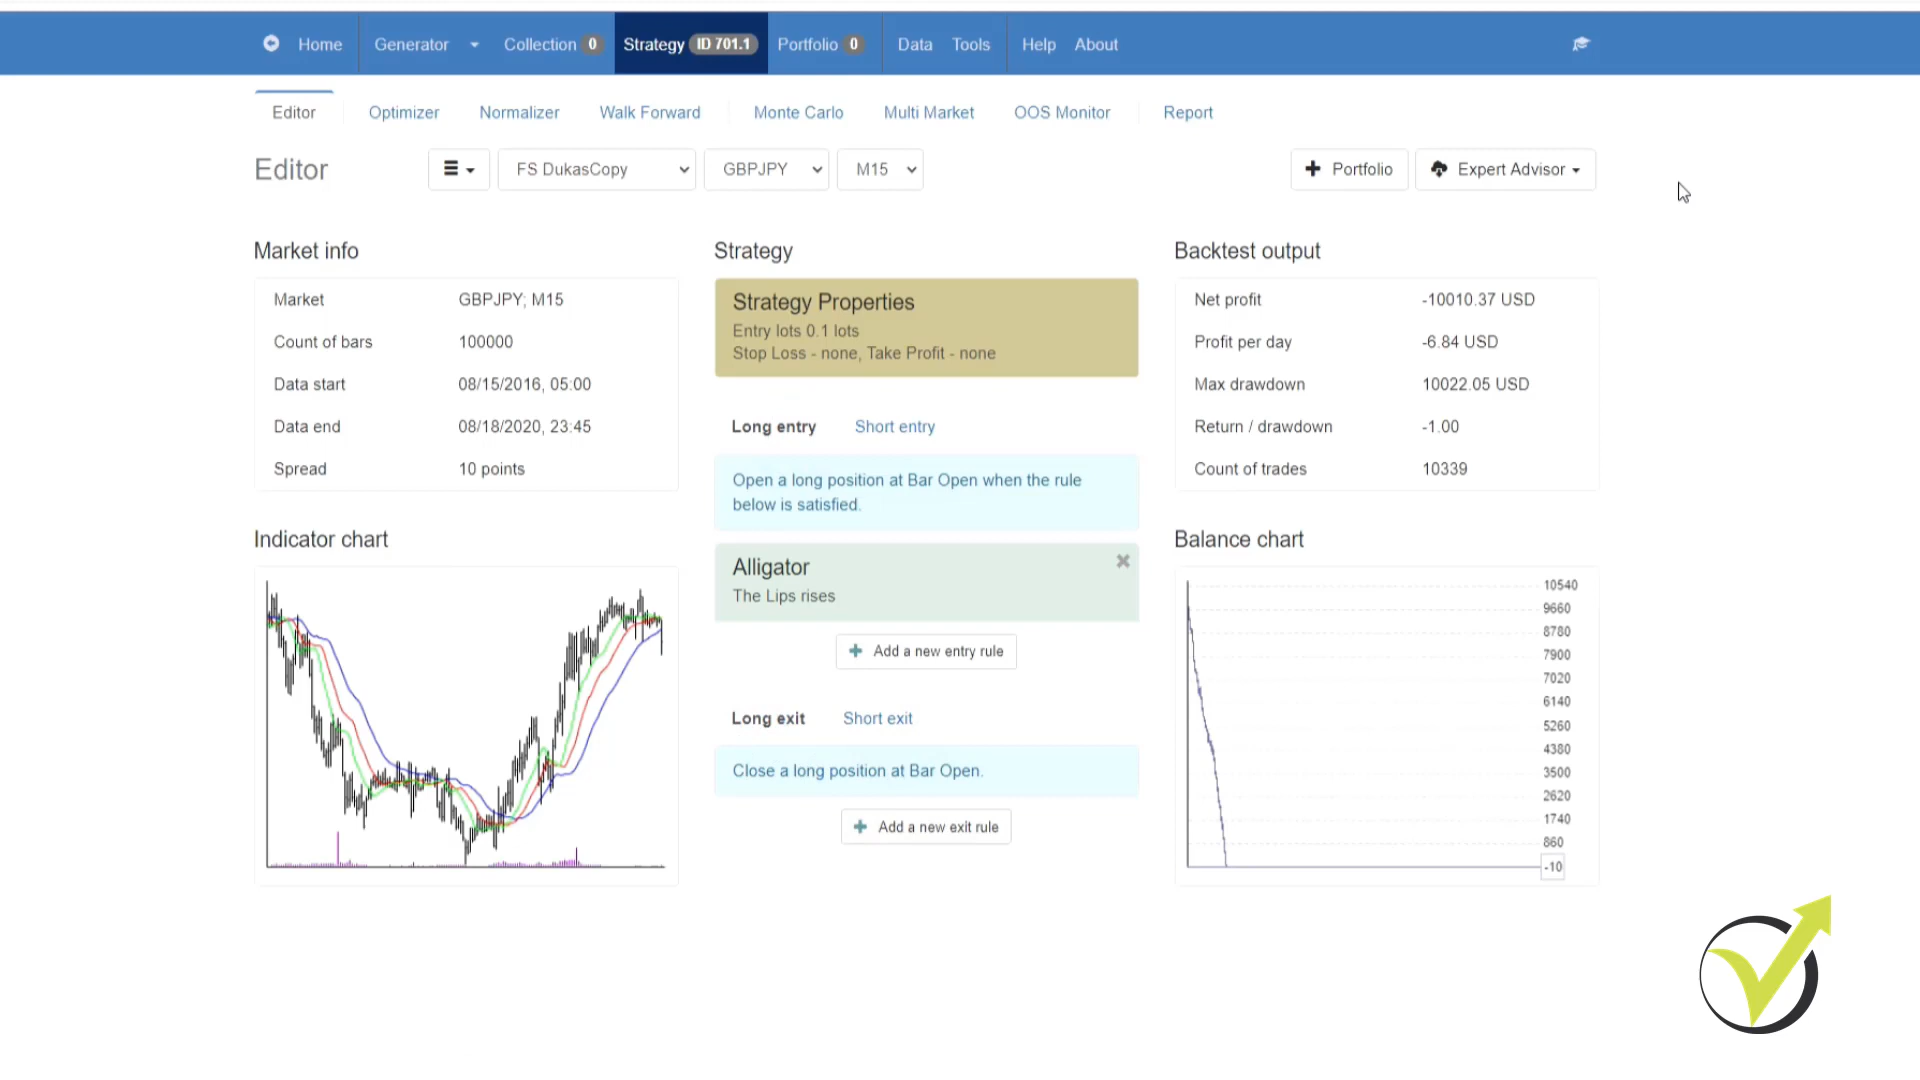 Home Generator Collection 0 Strategy ID 701.1 Portfolio 0 Data Tools Help About
Editor Optimizer Normalizer Walk Forward Monte Carlo Multi Market OOS Monitor Report
Editor FS DukasCopy GBPJPY M15 Portfolio Expert Advisor
Market info
Market GBPJPY; M15
Count of bars 100000
Data start 08/15/2016, 05:00
Data end 08/18/2020, 23:45
Spread 10 points
Indicator chart
Strategy
Strategy Properties
Entry lots 0.1 lots
Stop Loss - none, Take Profit - none
Long entry Short entry
Open a long position at Bar Open when the rule
below is satisfied.
Alligator
The Lips rises
Add a new entry rule
Long exit Short exit
Close a long position at Bar Open.
Add a new exit rule
Backtest output
Net profit -10010.37 USD
Profit per day -6.84 USD
Max drawdown 10022.05 USD
Return / drawdown -1.00
Count of trades 10339
Balance chart
10540
9660
8780
7900
7020
6140
5260
4380
3500
2620
1740
860
-10